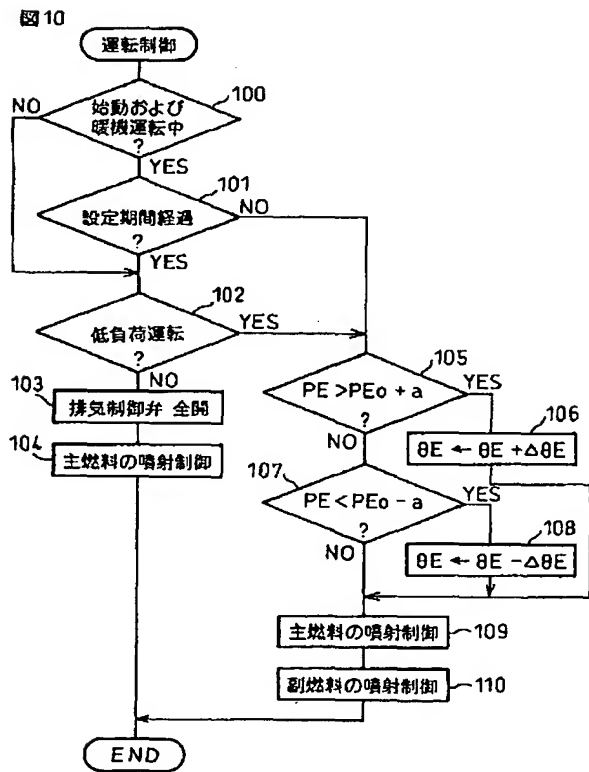 図10
運転制御
100
NO
始動および
暖機運転中
?
YES
101
NO
設定期間経過
?
YES
102
YES
低負荷運転
?
NO
103
排気制御弁 全開
104
主燃料の噴射制御
105
PE>PEo+a
YES
?
NO
106
θE ← θE+△θE
107
PE<PEo-a
YES
?
NO
108
θE ← θE-△θE
主燃料の噴射制御
109
副燃料の噴射制御
110
END